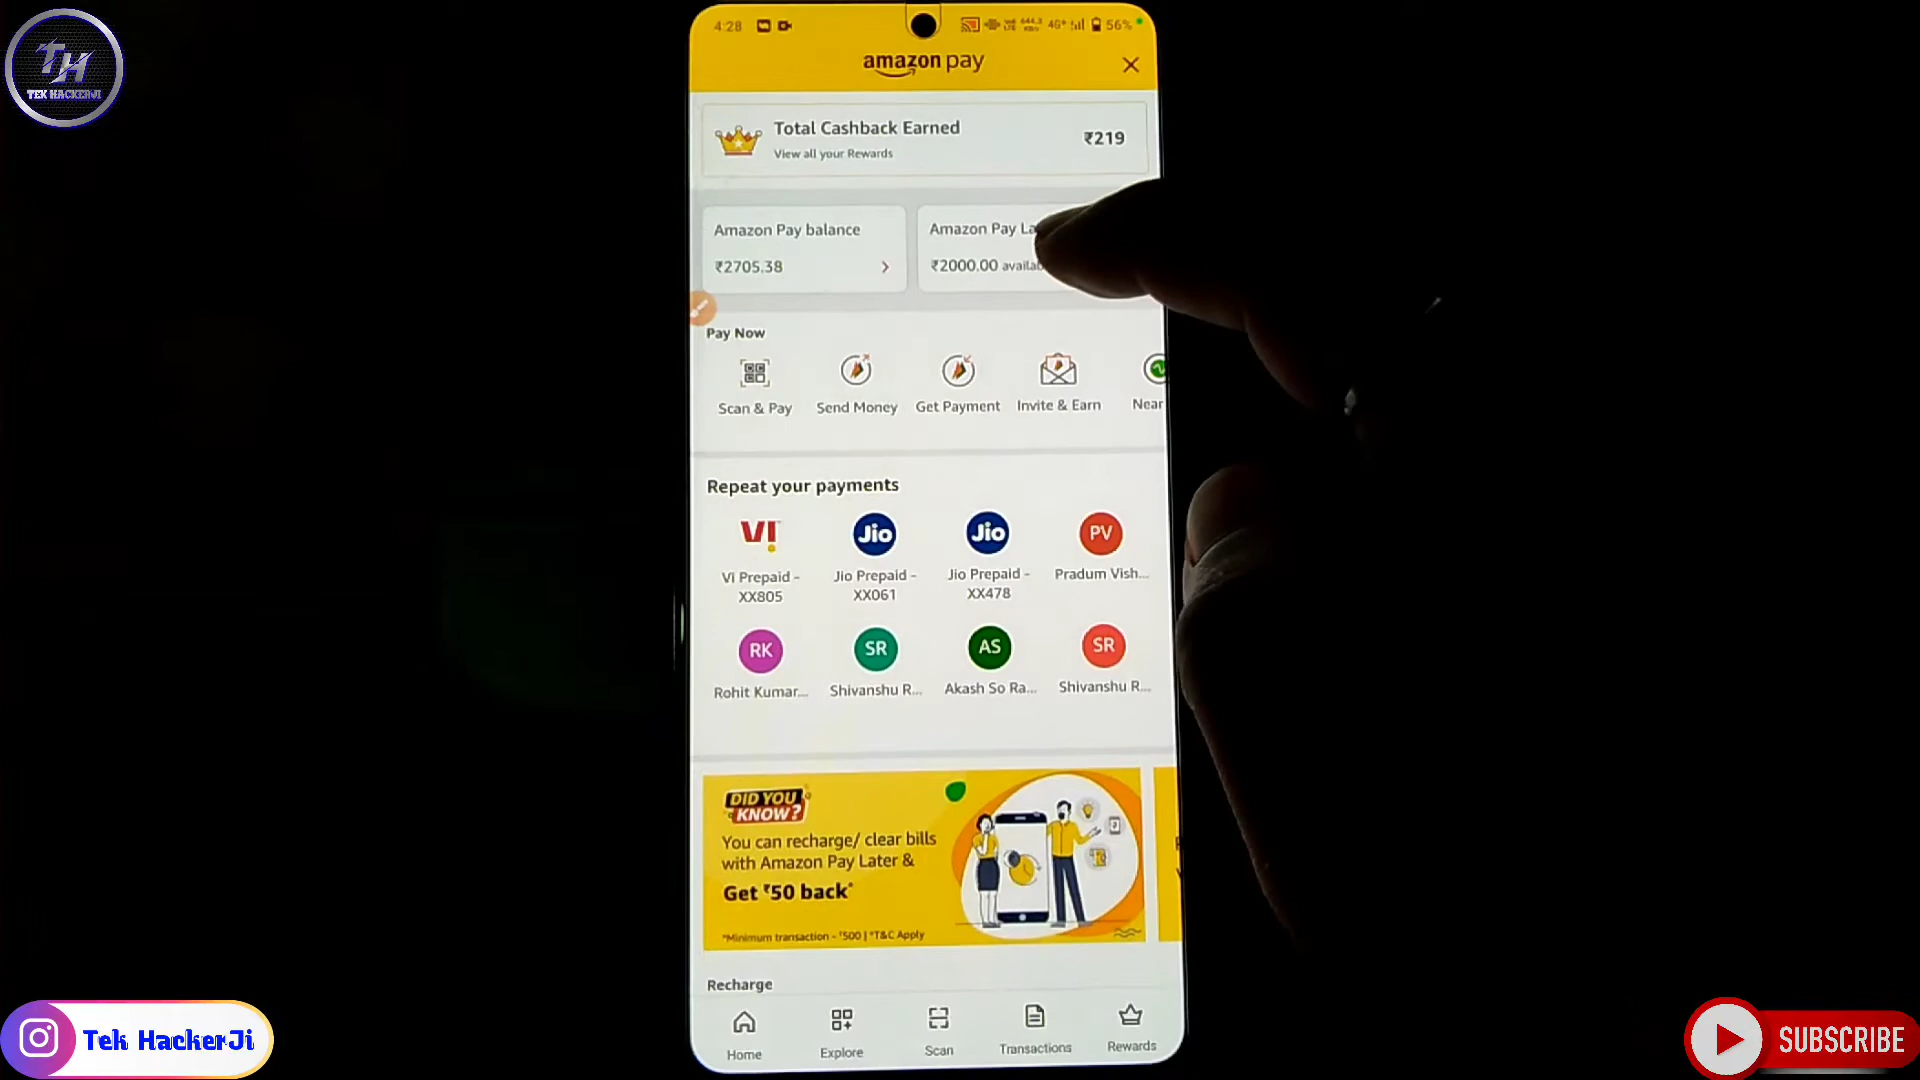 TH
TEK HACKERJI
4:28
4G+
56%
amazon pay
Total Cashback Earned
₹219
View all your Rewards
Amazon Pay balance
Amazon Pay La
₹2705.38
₹2000.00 availab
Pay Now
Scan & Pay
Send Money
Get Payment
Invite & Earn
Near
Repeat your payments
VI
Jio
Jio
PV
Vi Prepaid -
XX805
Jio Prepaid -
XX061
Jio Prepaid -
XX478
Pradum Vish...
RK
SR
AS
SR
Rohit Kumar...
Shivanshu R...
Akash So Ra...
Shivanshu R...
DID YOU
KNOW?
You can recharge/ clear bills
with Amazon Pay Later &
Get ₹50 back*
*Minimum transaction - ₹500 | *T&C Apply
Recharge
Home
Explore
Scan
Transactions
Rewards
Tek HackerJi
SUBSCRIBE